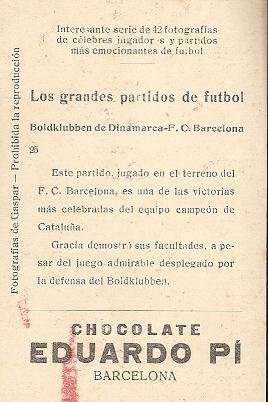 Interesante serie de 42 fotografías
de célebres jugadores y partidos
más emocionantes de futbol
Los grandes partidos de futbol
Boldklubben de Dinamarca-F. C. Barcelona
25
Este partido, jugado en el terreno del
F. C. Barcelona, es una de las victorias
más celebradas del equipo campeón de
Cataluña.
Gracia demostró sus facultades, a pe-
sar del juego admirable desplegado por
la defensa del Boldklubben.
CHOCOLATE
EDUARDO PÍ
BARCELONA
Fotografías de Gaspar — Prohibida la reproducción